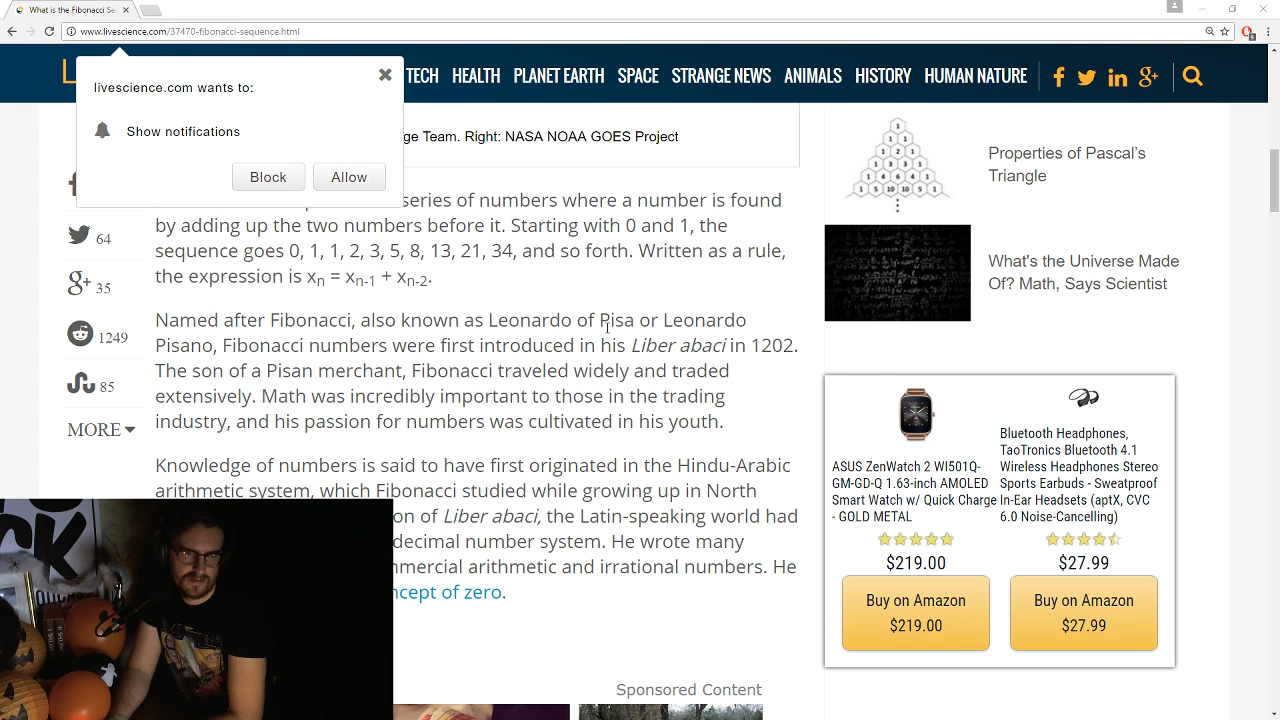 What is the Fibonacci Se
www.livescience.com/37470-fibonacci-sequence.html
TECH HEALTH PLANET EARTH SPACE STRANGE NEWS ANIMALS HISTORY HUMAN NATURE
livescience.com wants to:
Show notifications
Block Allow
ge Team. Right: NASA NOAA GOES Project
series of numbers where a number is found
by adding up the two numbers before it. Starting with 0 and 1, the
sequence goes 0, 1, 1, 2, 3, 5, 8, 13, 21, 34, and so forth. Written as a rule,
the expression is xn = xn-1 + xn-2.
Named after Fibonacci, also known as Leonardo of Pisa or Leonardo
Pisano, Fibonacci numbers were first introduced in his Liber abaci in 1202.
The son of a Pisan merchant, Fibonacci traveled widely and traded
extensively. Math was incredibly important to those in the trading
industry, and his passion for numbers was cultivated in his youth.
Knowledge of numbers is said to have first originated in the Hindu-Arabic
arithmetic system, which Fibonacci studied while growing up in North
on of Liber abaci, the Latin-speaking world had
decimal number system. He wrote many
mmercial arithmetic and irrational numbers. He
ncept of zero.
Sponsored Content
64
35
1249
85
MORE
Properties of Pascal's
Triangle
What's the Universe Made
Of? Math, Says Scientist
ASUS ZenWatch 2 WI501Q-
GM-GD-Q 1.63-inch AMOLED
Smart Watch w/ Quick Charge
- GOLD METAL
$219.00
Buy on Amazon
$219.00
Bluetooth Headphones,
TaoTronics Bluetooth 4.1
Wireless Headphones Stereo
Sports Earbuds - Sweatproof
In-Ear Headsets (aptX, CVC
6.0 Noise-Cancelling)
$27.99
Buy on Amazon
$27.99